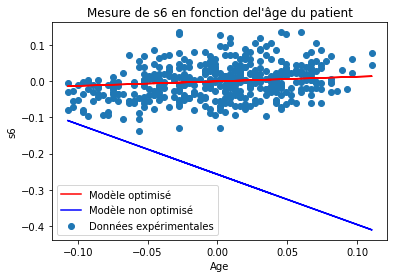 Mesure de s6 en fonction del'âge du patient
0.1
0.0
−0.1
−0.2
−0.3
−0.4
s6
Modèle optimisé
Modèle non optimisé
Données expérimentales
−0.10
−0.05
0.00
0.05
0.10
Age